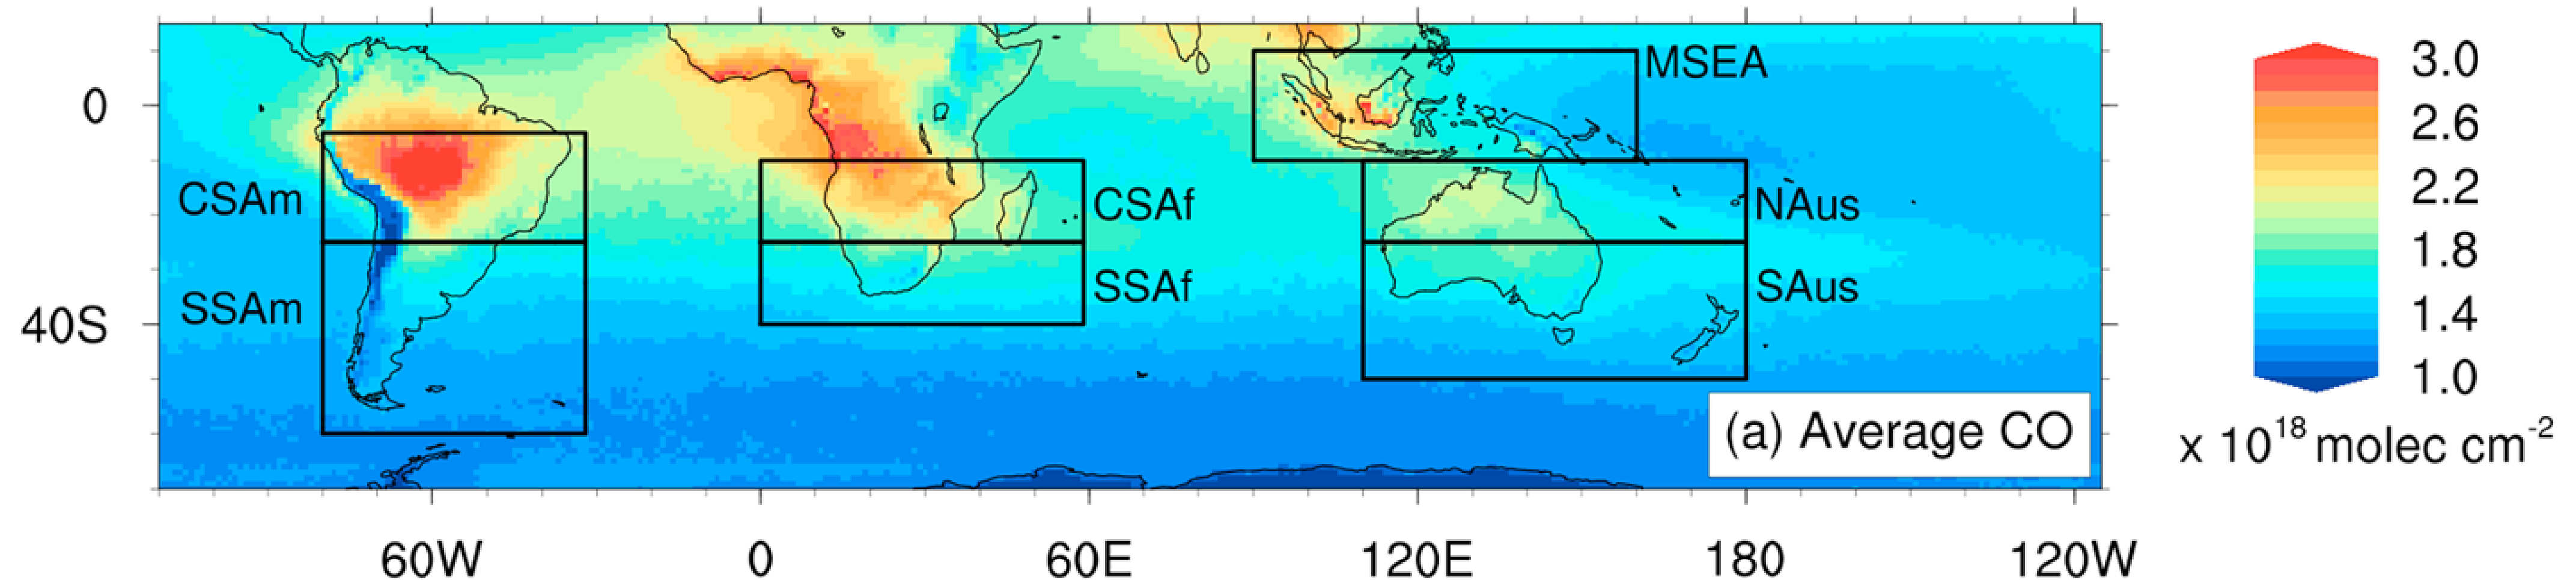 0
40S
60W
0
60E
120E
180
120W
CSAm
SSAm
CSAf
SSAf
MSEA
NAus
SAus
(a) Average CO
3.0
2.6
2.2
1.8
1.4
1.0
x 10^18 molec cm^-2